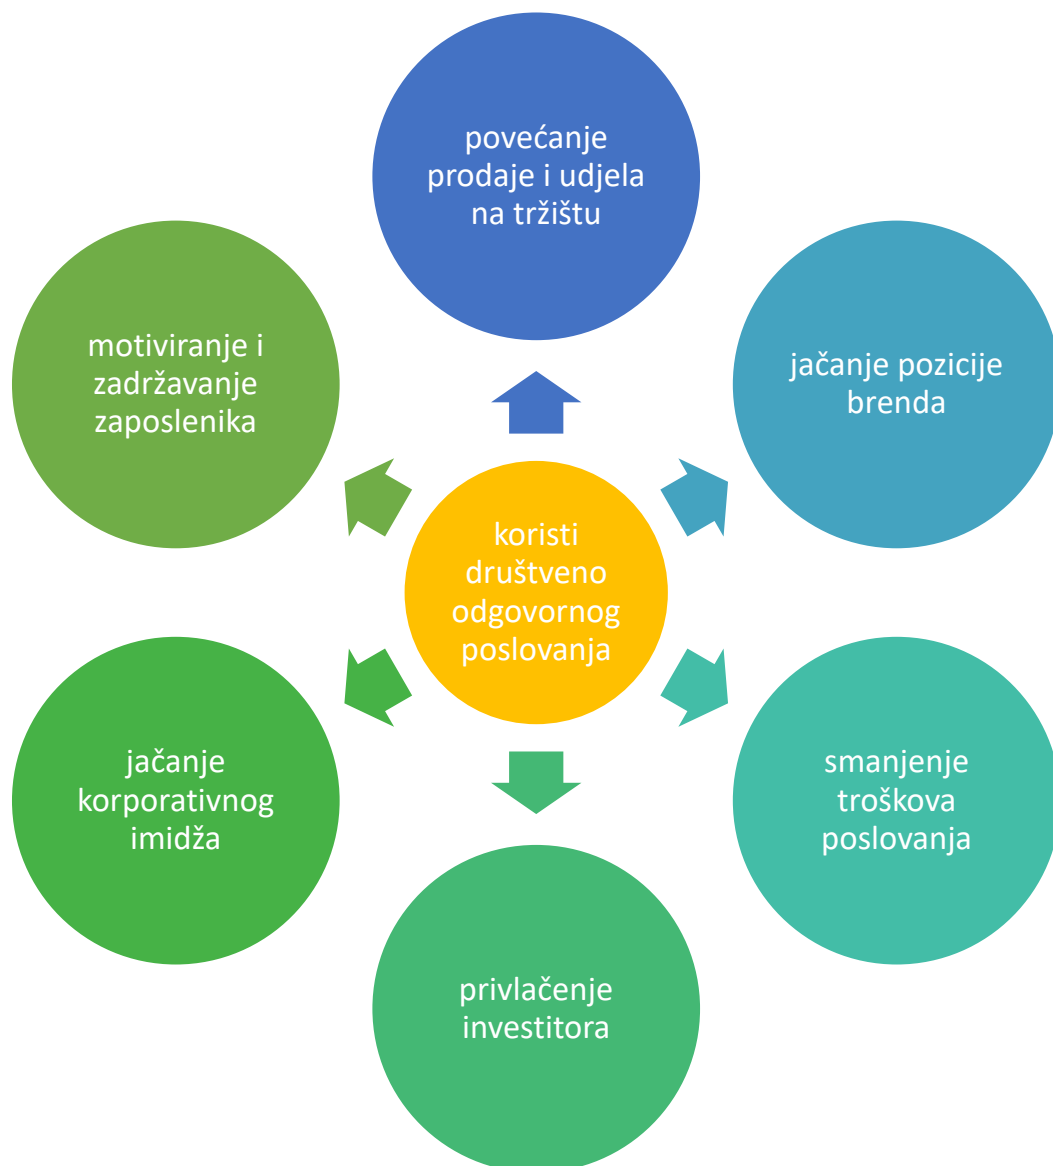 povećanje
prodaje i udjela
na tržištu
jačanje pozicije
brenda
smanjenje
troškova
poslovanja
privlačenje
investitora
jačanje
korporativnog
imidža
motiviranje i
zadržavanje
zaposlenika
koristi
društveno
odgovornog
poslovanja